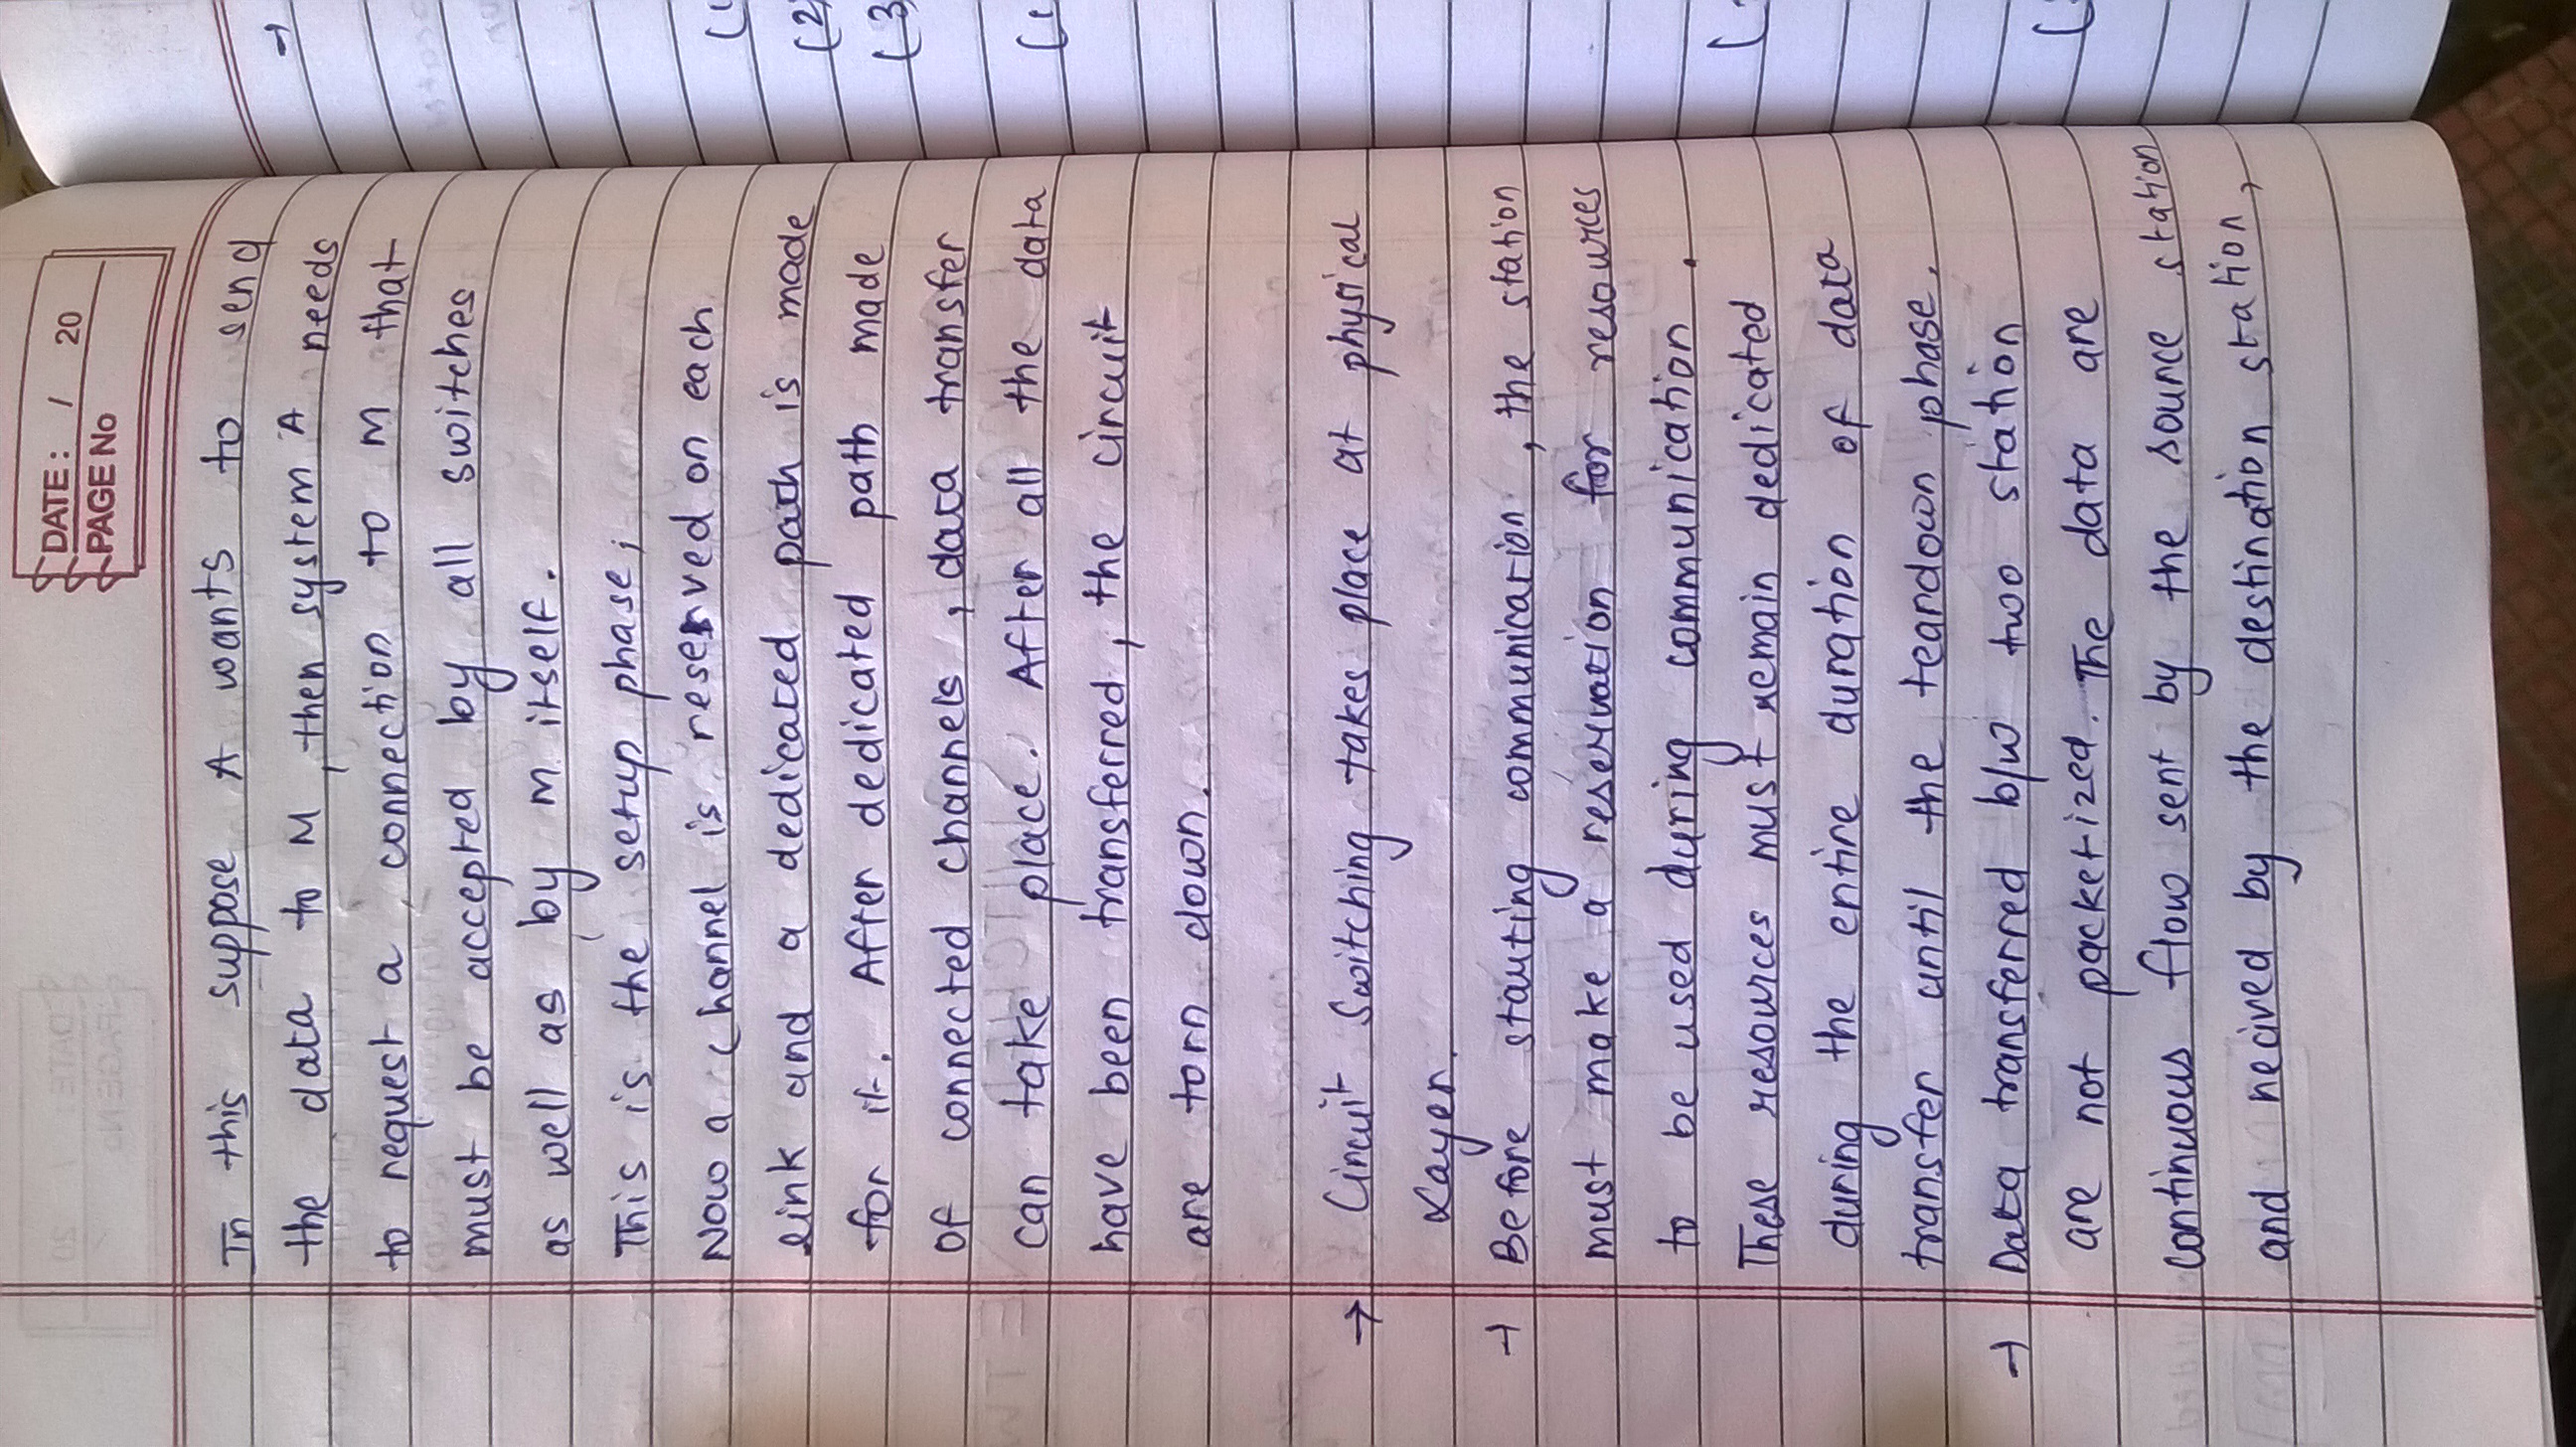 DATE: / 20
PAGE No
In this suppose A wants to send
the data to M, then system A needs
to request a connection to M that
must be accepted by all switches
as well as by M itself.
This is the setup phase;
Now a channel is reserved on each
link and a dedicated path is made
for it. After dedicated path made
of connected channels, data transfer
can take place. After all the data
have been transferred, the circuit
are torn down.
→ Circuit Switching takes place at physical
Layer.
→ Before starting communication, the station
must make a reservation for resources
to be used during communication.
These resources must remain dedicated
during the entire duration of data
transfer until the teardown phase.
→ Data transferred b/w two station
are not packetized. The data are
continuous flow sent by the source station
and recived by the destination station,
→
(1
(2)
(3
(1